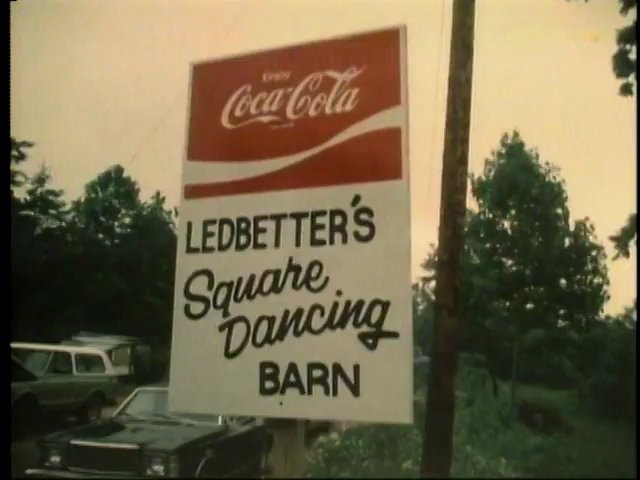 Enjoy
Coca-Cola
LEDBETTER'S
Square
Dancing
BARN